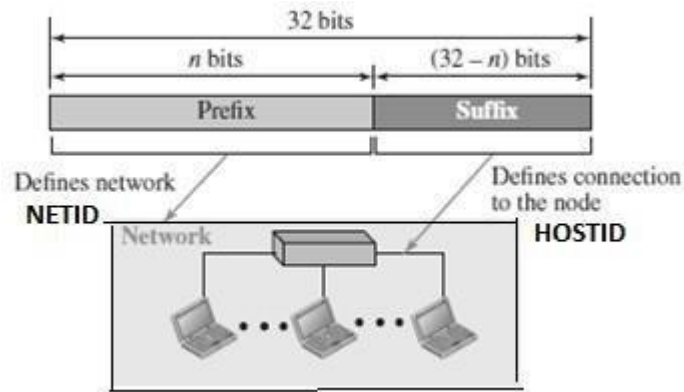 32 bits
n bits
(32 – n) bits
Prefix
Suffix
Defines network
NETID
Defines connection
to the node
HOSTID
Network